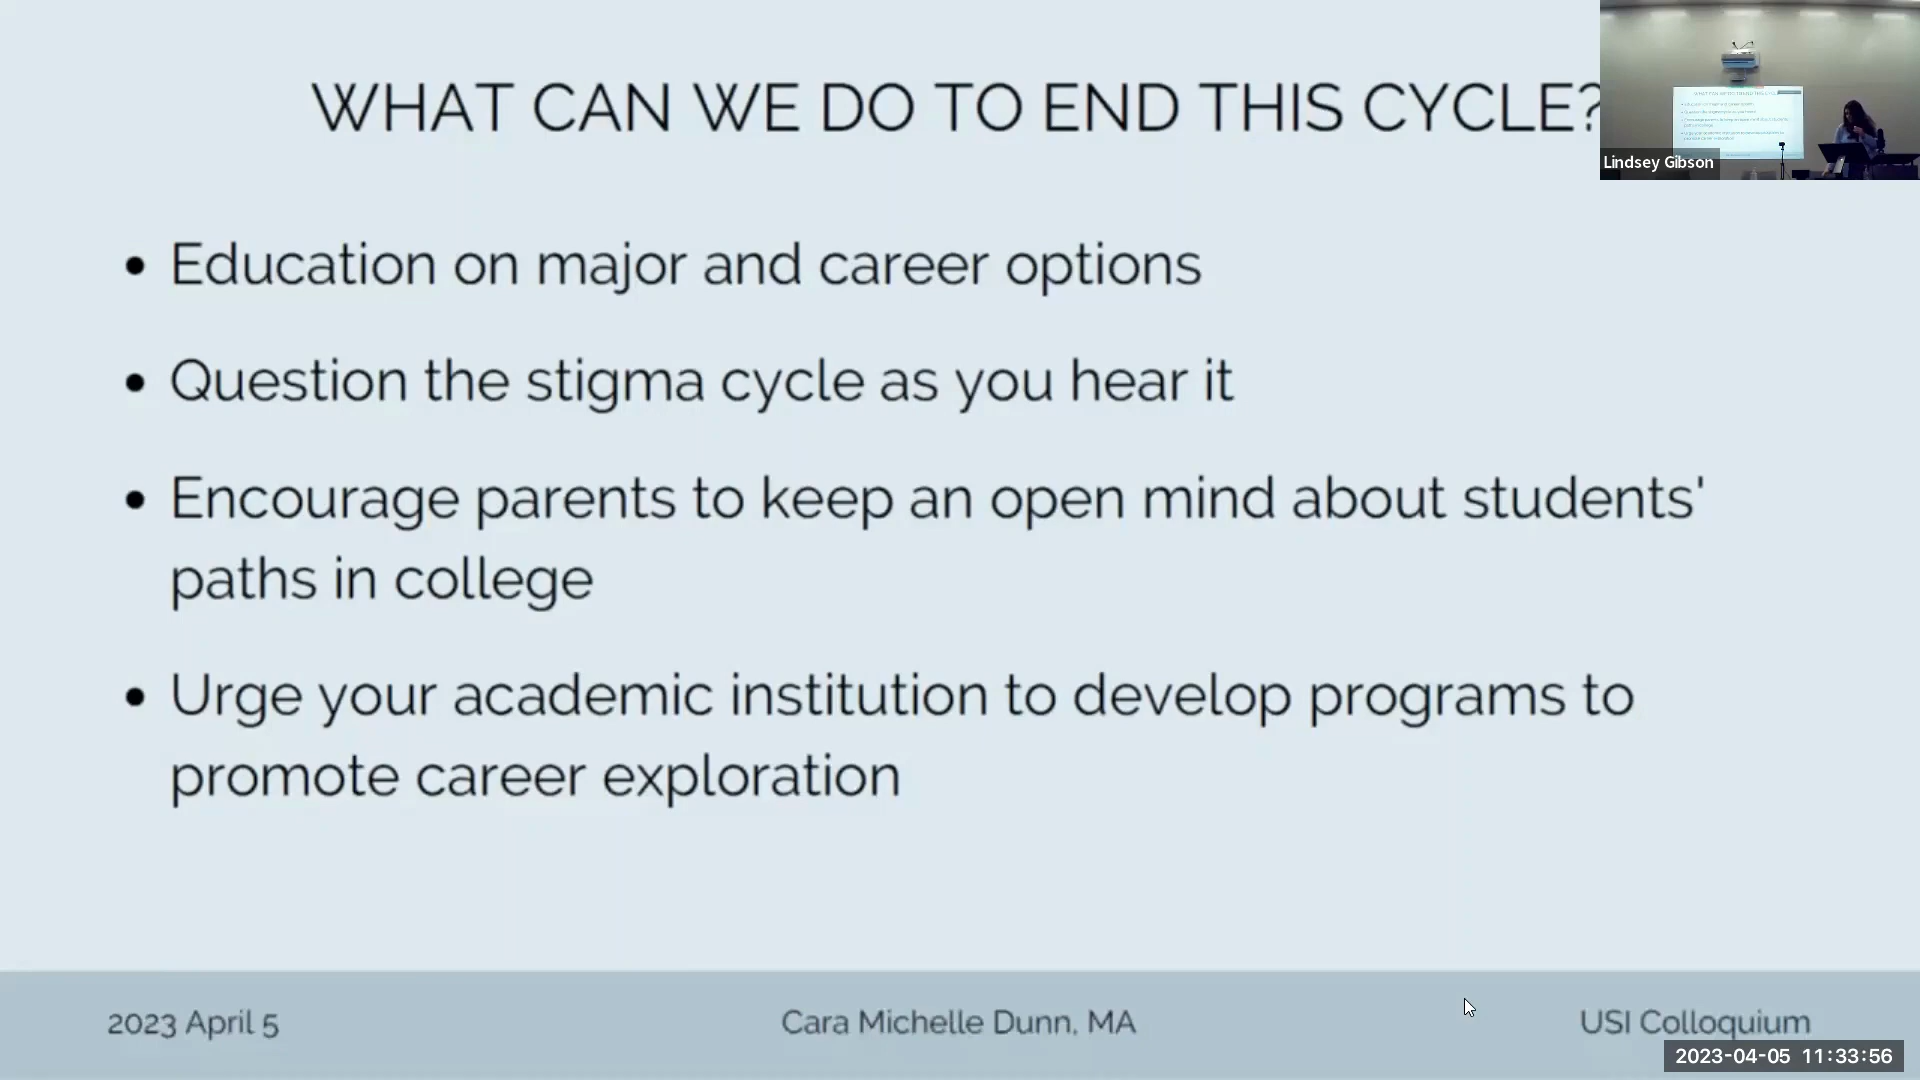 WHAT CAN WE DO TO END THIS CYCLE?
Lindsey Gibson
• Education on major and career options
• Question the stigma cycle as you hear it
• Encourage parents to keep an open mind about students'
paths in college
• Urge your academic institution to develop programs to
promote career exploration
2023 April 5
Cara Michelle Dunn, MA
USI Colloquium
2023-04-05 11:33:56